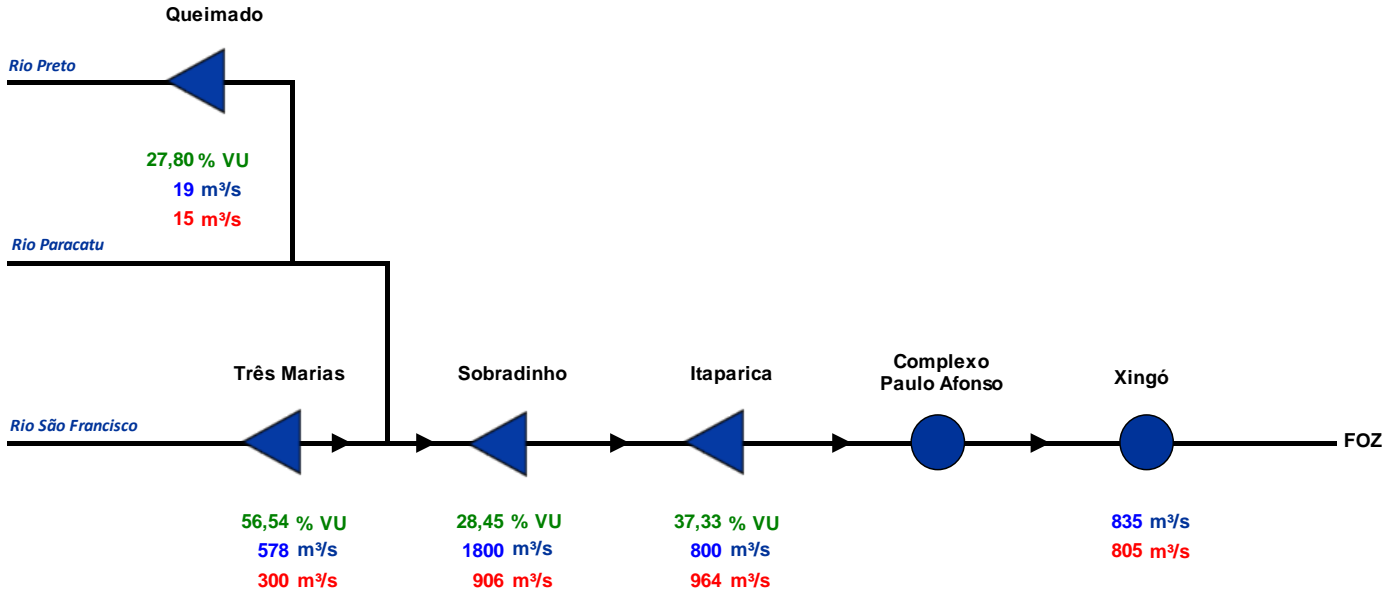 Queimado
Rio Preto
27,80 % VU
19 m³/s
15 m³/s
Rio Paracatu
Três Marias
Sobradinho
Itaparica
Complexo
Paulo Afonso
Xingó
Rio São Francisco
FOZ
56,54 % VU
578 m³/s
300 m³/s
28,45 % VU
1800 m³/s
906 m³/s
37,33 % VU
800 m³/s
964 m³/s
835 m³/s
805 m³/s